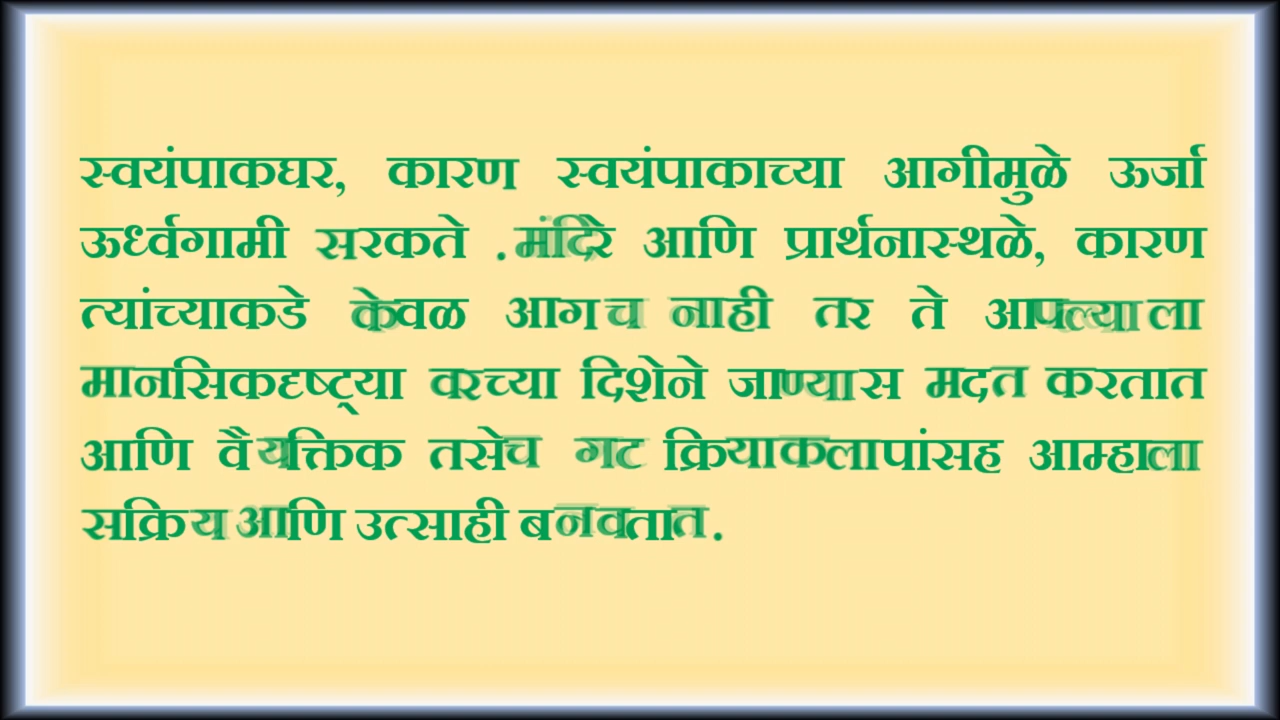 स्वयंपाकघर, कारण स्वयंपाकाच्या आगीमुळे ऊर्जा
ऊर्ध्वगामी सरकते .मंदिरे आणि प्रार्थनास्थळे, कारण
त्यांच्याकडे केवळ आगच नाही तर ते आपल्याला
मानसिकदृष्ट्या वरच्या दिशेने जाण्यास मदत करतात
आणि वैयक्तिक तसेच गट क्रियाकलापांसह आम्हाला
सक्रिय आणि उत्साही बनवतात.